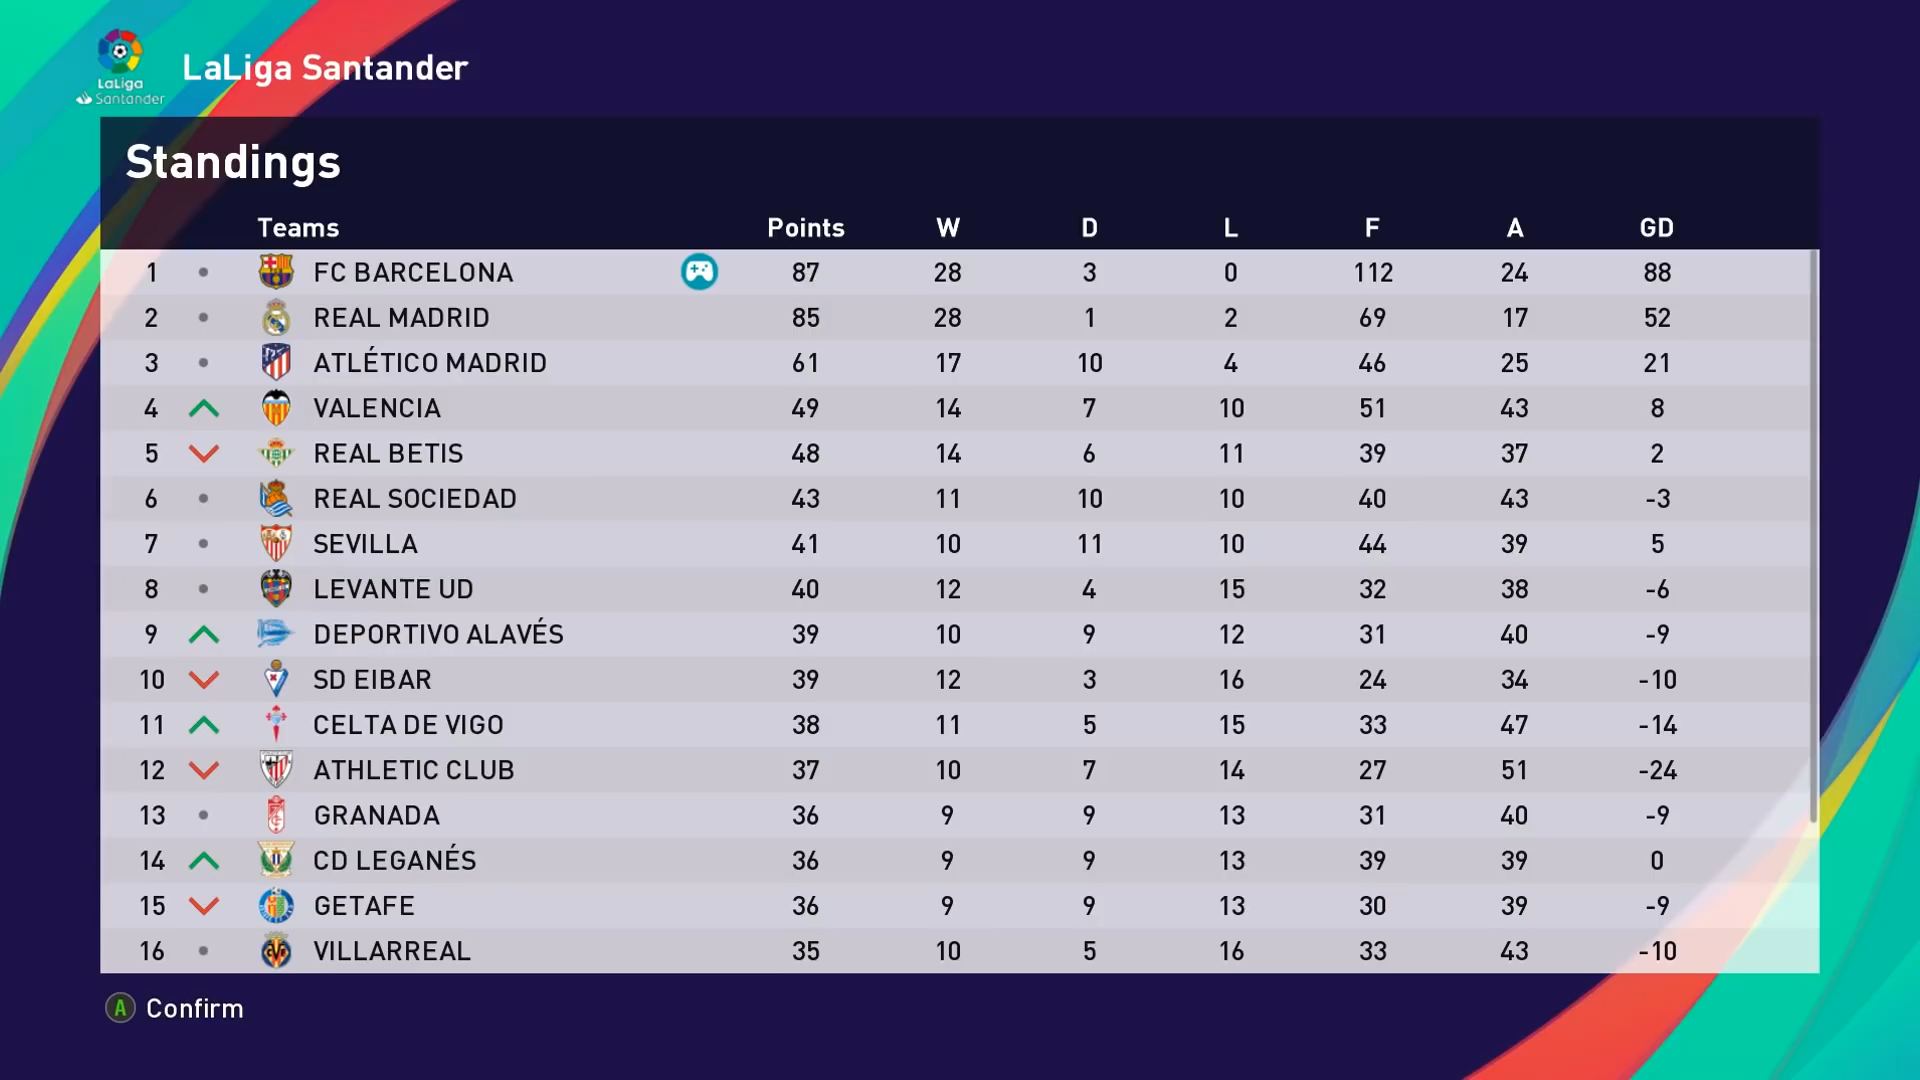 LaLiga
Santander
LaLiga Santander
Standings
Teams Points W D L F A GD
1 FC BARCELONA 87 28 3 0 112 24 88
2 REAL MADRID 85 28 1 2 69 17 52
3 ATLÉTICO MADRID 61 17 10 4 46 25 21
4 VALENCIA 49 14 7 10 51 43 8
5 REAL BETIS 48 14 6 11 39 37 2
6 REAL SOCIEDAD 43 11 10 10 40 43 -3
7 SEVILLA 41 10 11 10 44 39 5
8 LEVANTE UD 40 12 4 15 32 38 -6
9 DEPORTIVO ALAVÉS 39 10 9 12 31 40 -9
10 SD EIBAR 39 12 3 16 24 34 -10
11 CELTA DE VIGO 38 11 5 15 33 47 -14
12 ATHLETIC CLUB 37 10 7 14 27 51 -24
13 GRANADA 36 9 9 13 31 40 -9
14 CD LEGANÉS 36 9 9 13 39 39 0
15 GETAFE 36 9 9 13 30 39 -9
16 VILLARREAL 35 10 5 16 33 43 -10
A Confirm